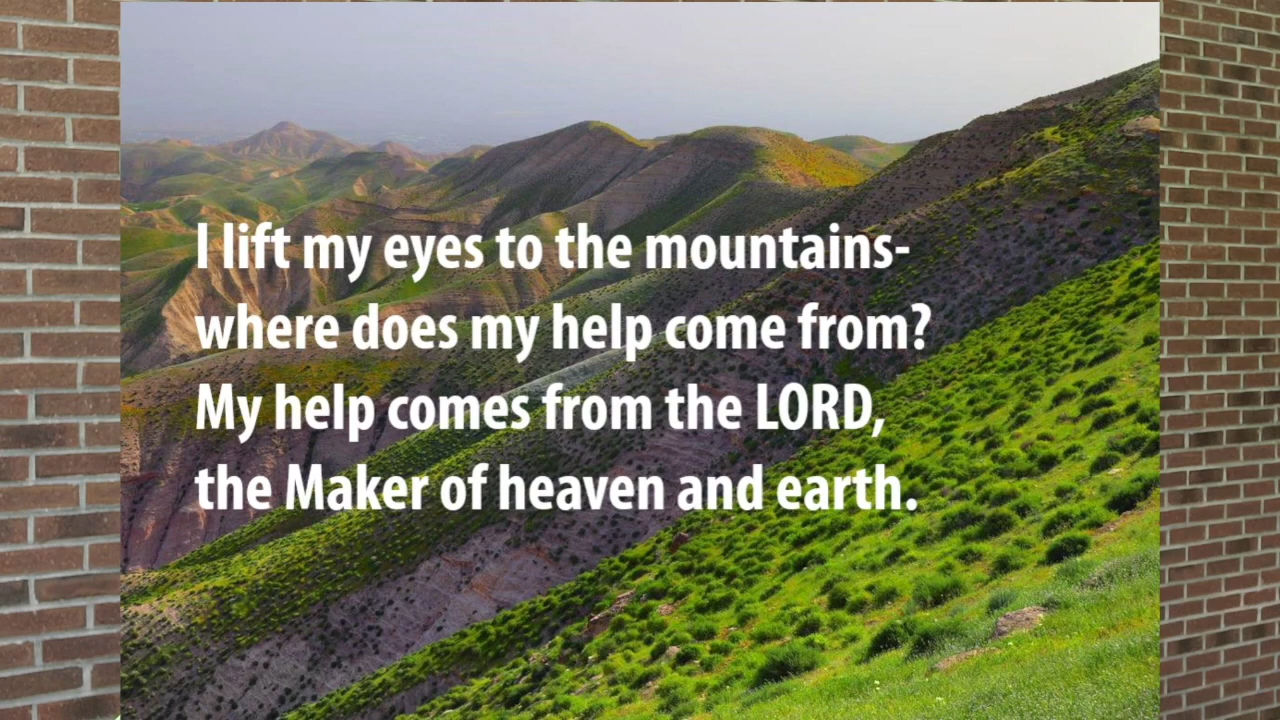 I lift my eyes to the mountains-
where does my help come from?
My help comes from the LORD,
the Maker of heaven and earth.